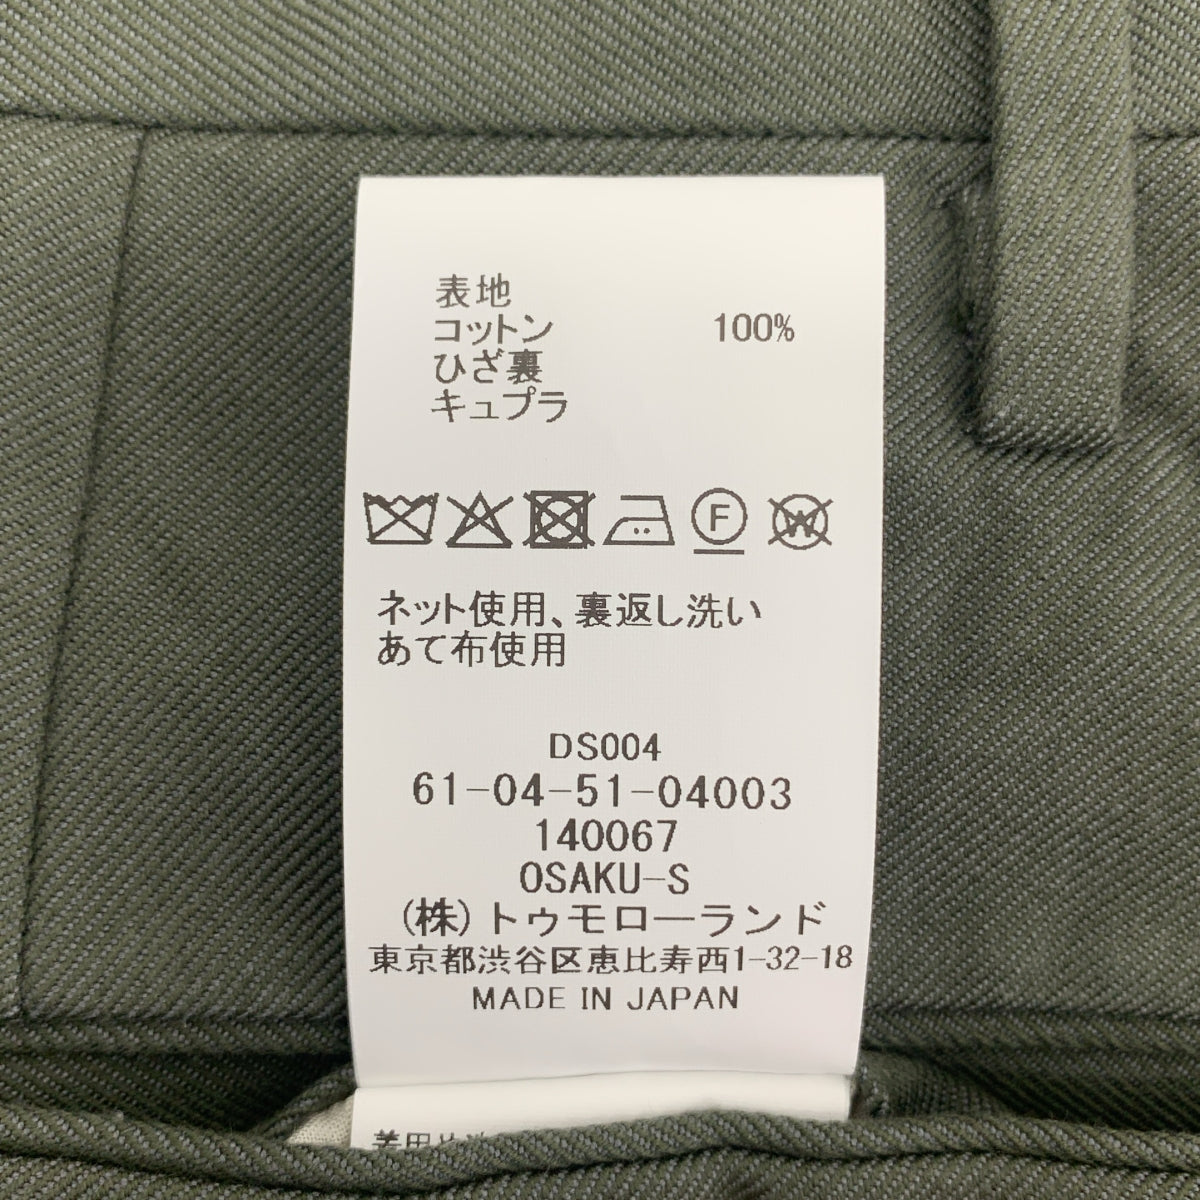 表地
コットン 100%
ひざ裏
キュプラ
F W
ネット使用、裏返し洗い
あて布使用
DS004
61-04-51-04003
140067
OSAKU-S
(株)トゥモローランド
東京都渋谷区恵比寿西1-32-18
MADE IN JAPAN